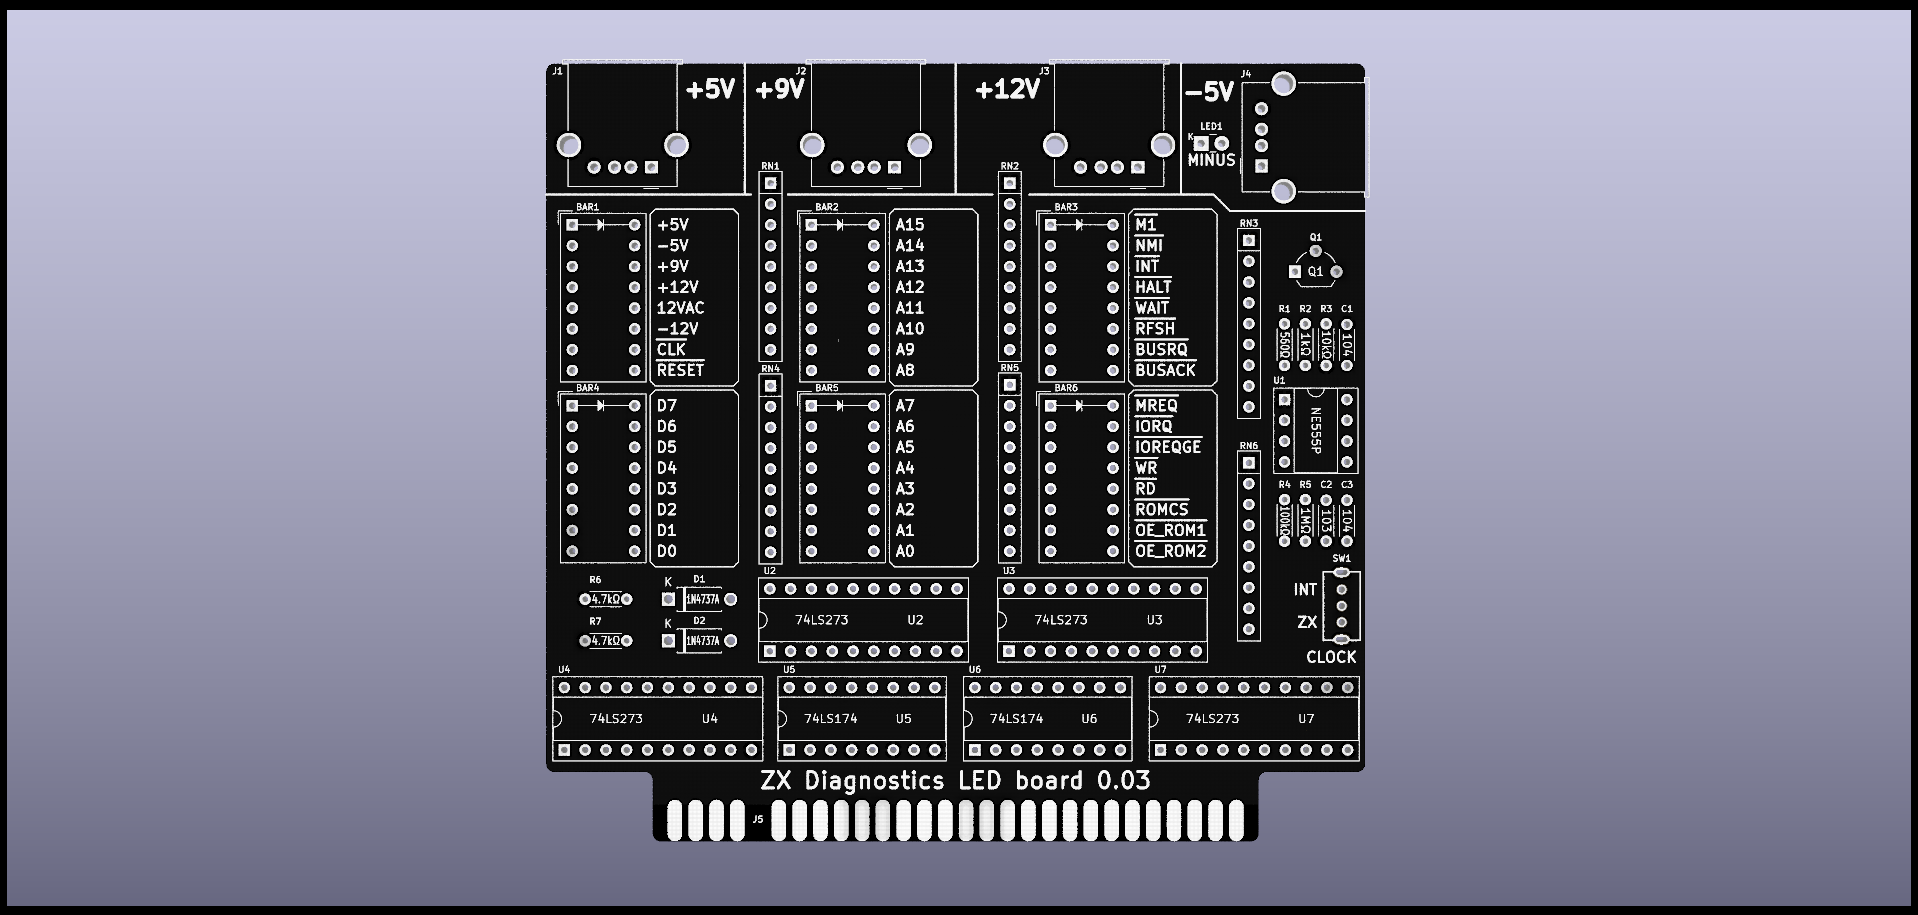 J1 +5V +9V J2 +12V J3 -5V J4
K LED1
MINUS
RN1 RN2
BAR1 BAR2 BAR3
RN3
+5V A15 M1
-5V A14 NMI
+9V A13 INT
+12V A12 HALT
12VAC A11 WAIT
-12V A10 RFSH
CLK A9 BUSRQ
RESET A8 BUSACK
Q1
Q1
R1 R2 R3 C1
560Ω 1kΩ 10kΩ 104
RN4 RN5
U1
NE555P
BAR4 BAR5 BAR6
D7 A7 MREQ
D6 A6 IORQ
D5 A5 IOREQGE
D4 A4 WR
D3 A3 RD
D2 A2 ROMCS
D1 A1 OE_ROM1
D0 A0 OE_ROM2
RN6
R4 R5 C2 C3
100kΩ 1MΩ 103 104
SW1
INT
ZX
CLOCK
U2 U3
R6 K D1
4.7kΩ 1N4737A
R7 K D2
4.7kΩ 1N4737A
74LS273 U2 74LS273 U3
U4 U5 U6 U7
74LS273 U4 74LS174 U5 74LS174 U6 74LS273 U7
ZX Diagnostics LED board 0.03
J5